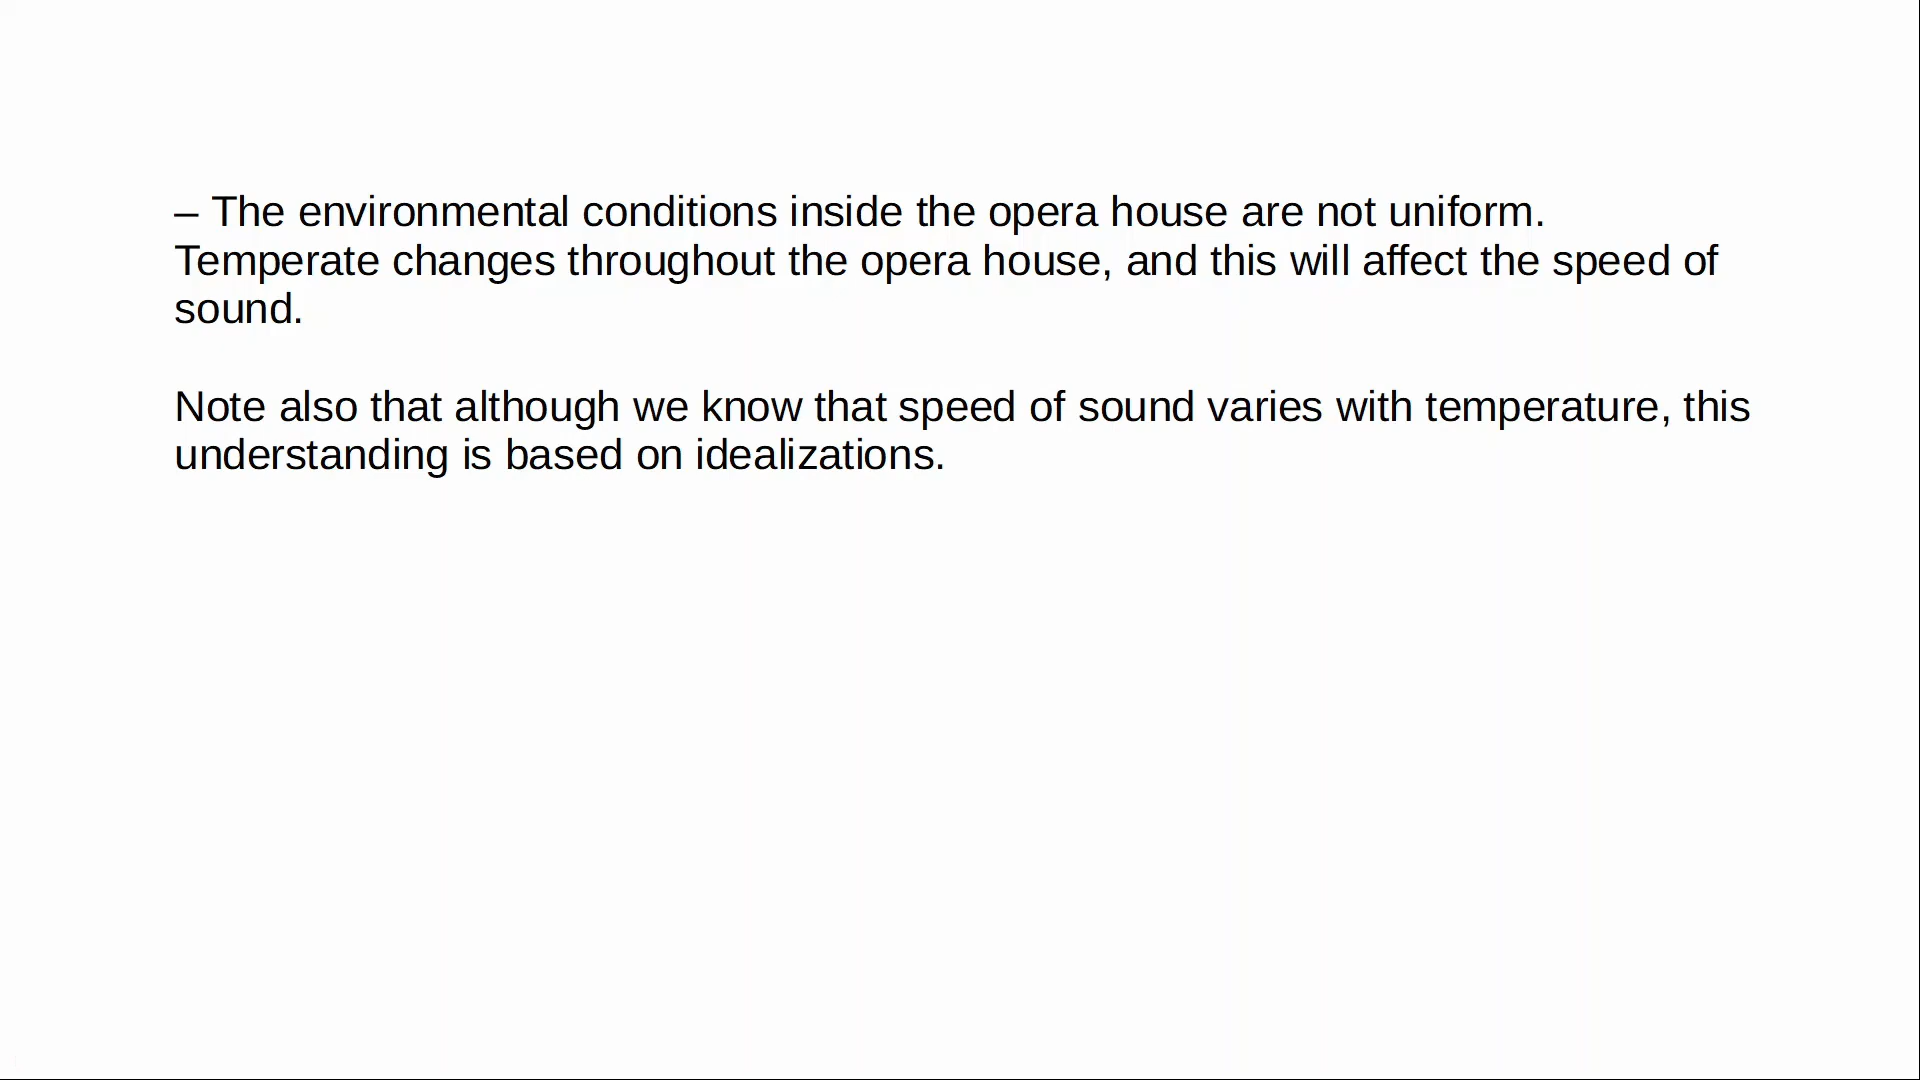 – The environmental conditions inside the opera house are not uniform.
Temperate changes throughout the opera house, and this will affect the speed of
sound.
Note also that although we know that speed of sound varies with temperature, this
understanding is based on idealizations.